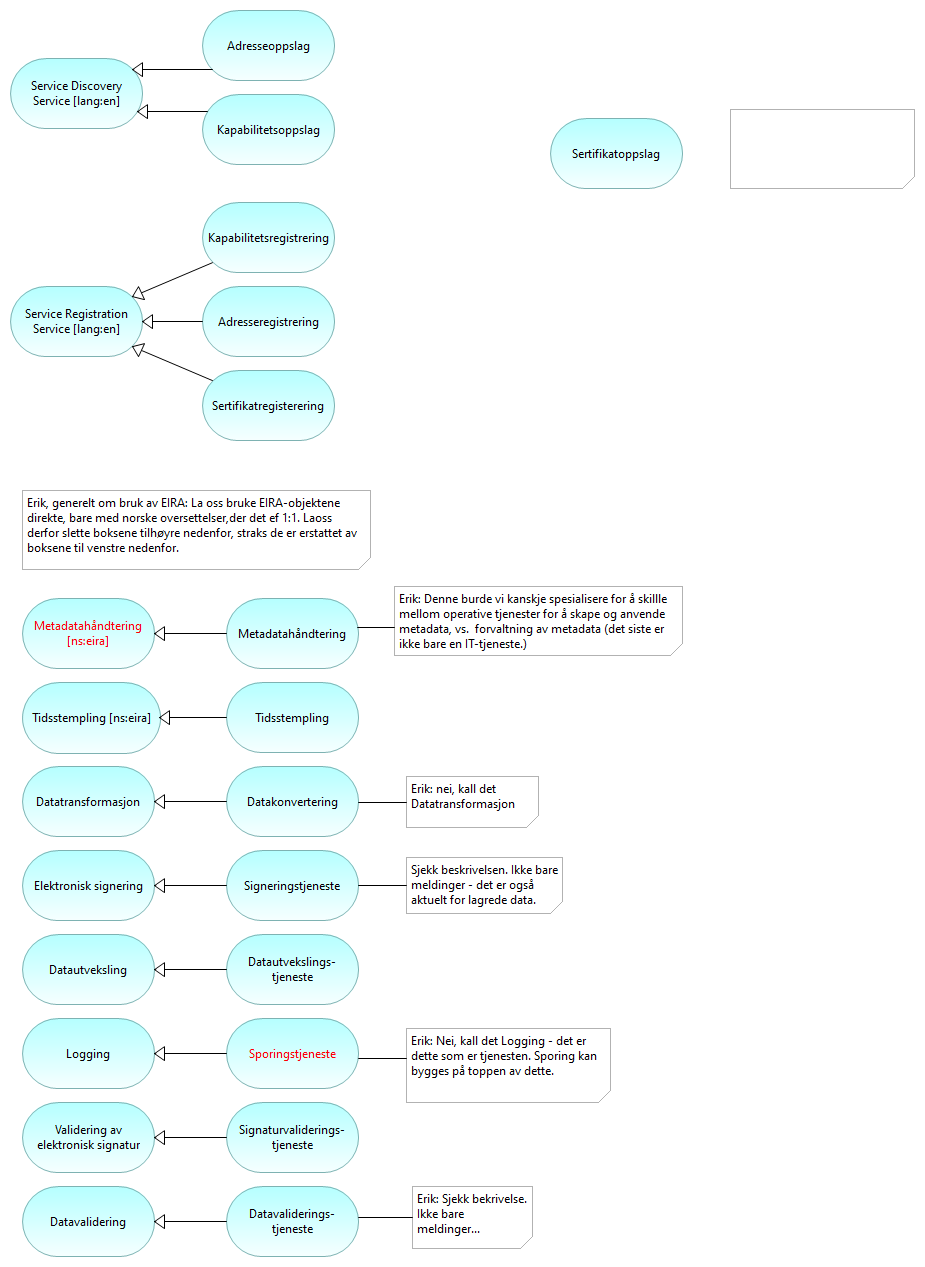 Adresseoppslag
Service Discovery
Service [lang:en]
Kapabilitetsoppslag
Sertifikatoppslag
Kapabilitetsregistrering
Service Registration
Service [lang:en]
Adresseregistrering
Sertifikatregisterering
Erik, generelt om bruk av EIRA: La oss bruke EIRA-objektene
direkte, bare med norske oversettelser,der det ef 1:1. Laoss
derfor slette boksene tilhøyre nedenfor, straks de er erstattet av
boksene til venstre nedenfor.
Metadatahåndtering
[ns:eira]
Metadatahåndtering
Erik: Denne burde vi kanskje spesialisere for å skillle
mellom operative tjenester for å skape og anvende
metadata, vs.  forvaltning av metadata (det siste er
ikke bare en IT-tjeneste.)
Tidsstempling [ns:eira]
Tidsstempling
Datatransformasjon
Datakonvertering
Erik: nei, kall det
Datatransformasjon
Elektronisk signering
Signeringstjeneste
Sjekk beskrivelsen. Ikke bare
meldinger - det er også
aktuelt for lagrede data.
Datautveksling
Datautvekslings-
tjeneste
Logging
Sporingstjeneste
Erik: Nei, kall det Logging - det er
dette som er tjenesten. Sporing kan
bygges på toppen av dette.
Validering av
elektronisk signatur
Signaturvaliderings-
tjeneste
Datavalidering
Datavaliderings-
tjeneste
Erik: Sjekk bekrivelse.
Ikke bare
meldinger...